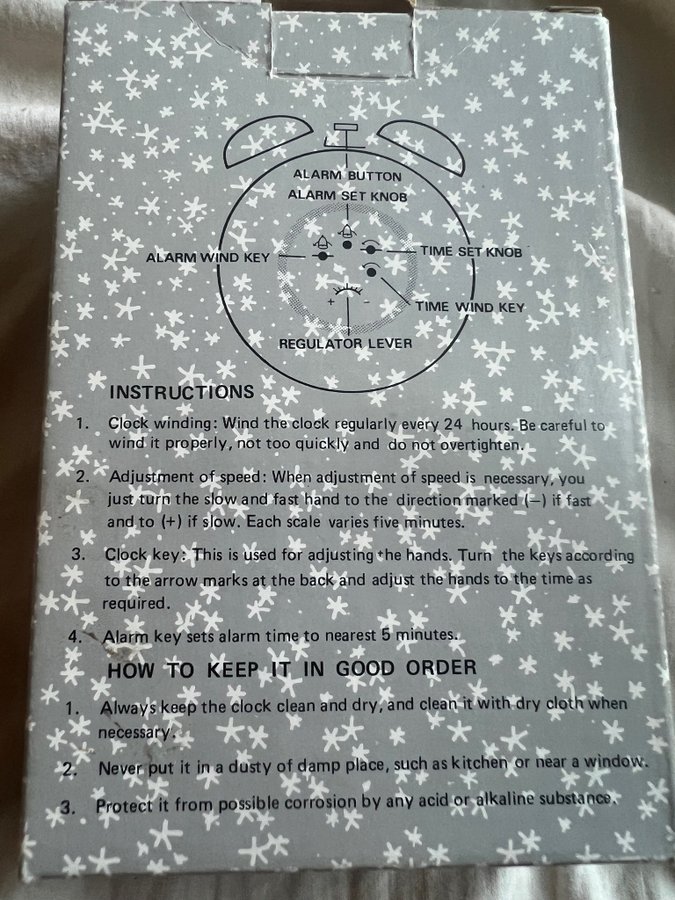 ALARM BUTTON
ALARM SET KNOB
ALARM WIND KEY
TIME SET KNOB
TIME WIND KEY
+ −
REGULATOR LEVER
INSTRUCTIONS
1. Clock winding: Wind the clock regularly every 24 hours. Be careful to
wind it properly, not too quickly and do not overtighten.
2. Adjustment of speed: When adjustment of speed is necessary, you
just turn the slow and fast hand to the direction marked (−) if fast
and to (+) if slow. Each scale varies five minutes.
3. Clock key: This is used for adjusting the hands. Turn the keys according
to the arrow marks at the back and adjust the hands to the time as
required.
4. Alarm key sets alarm time to nearest 5 minutes.
HOW TO KEEP IT IN GOOD ORDER
1. Always keep the clock clean and dry, and clean it with dry cloth when
necessary.
2. Never put it in a dusty of damp place, such as kitchen or near a window.
3. Protect it from possible corrosion by any acid or alkaline substance.